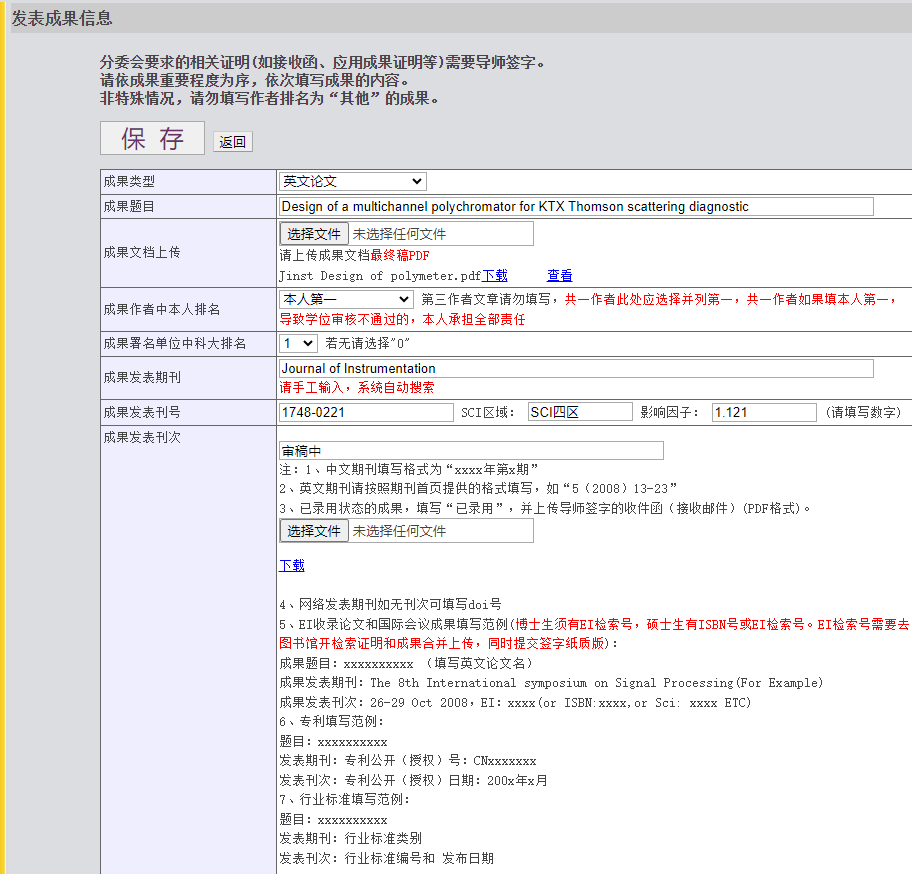 发表成果信息
分委会要求的相关证明(如接收函、应用成果证明等)需要导师签字。
请依成果重要程度为序，依次填写成果的内容。
非特殊情况，请勿填写作者排名为“其他”的成果。
保 存 返回
成果类型 英文论文
成果题目 Design of a multichannel polychromator for KTX Thomson scattering diagnostic
成果文档上传
选择文件 未选择任何文件
请上传成果文档最终稿PDF
Jinst Design of polymeter.pdf下载 查看
成果作者中本人排名
本人第一 第三作者文章请勿填写，共一作者此处应选择并列第一，共一作者如果填本人第一，
导致学位审核不通过的，本人承担全部责任
成果署名单位中科大排名 1 若无请选择"0"
成果发表期刊
Journal of Instrumentation
请手工输入，系统自动搜索
成果发表刊号 1748-0221 SCI区域： SCI四区 影响因子： 1.121 (请填写数字)
成果发表刊次
审稿中
注：1、中文期刊填写格式为“xxxx年第x期”
2、英文期刊请按照期刊首页提供的格式填写，如“5（2008）13-23”
3、已录用状态的成果，填写“已录用”，并上传导师签字的收件函（接收邮件）(PDF格式)。
选择文件 未选择任何文件
下载
4、网络发表期刊如无刊次可填写doi号
5、EI收录论文和国际会议成果填写范例(博士生须有EI检索号，硕士生有ISBN号或EI检索号。EI检索号需要去
图书馆开检索证明和成果合并上传，同时提交签字纸质版)：
成果题目：xxxxxxxxxx （填写英文论文名）
成果发表期刊：The 8th International symposium on Signal Processing(For Example)
成果发表刊次：26-29 Oct 2008，EI：xxxx(or ISBN:xxxx,or Sci: xxxx ETC)
6、专利填写范例：
题目：xxxxxxxxxx
发表期刊：专利公开（授权）号：CNxxxxxxx
发表刊次：专利公开（授权）日期：200x年x月
7、行业标准填写范例：
题目：xxxxxxxxxx
发表期刊：行业标准类别
发表刊次：行业标准编号和 发布日期